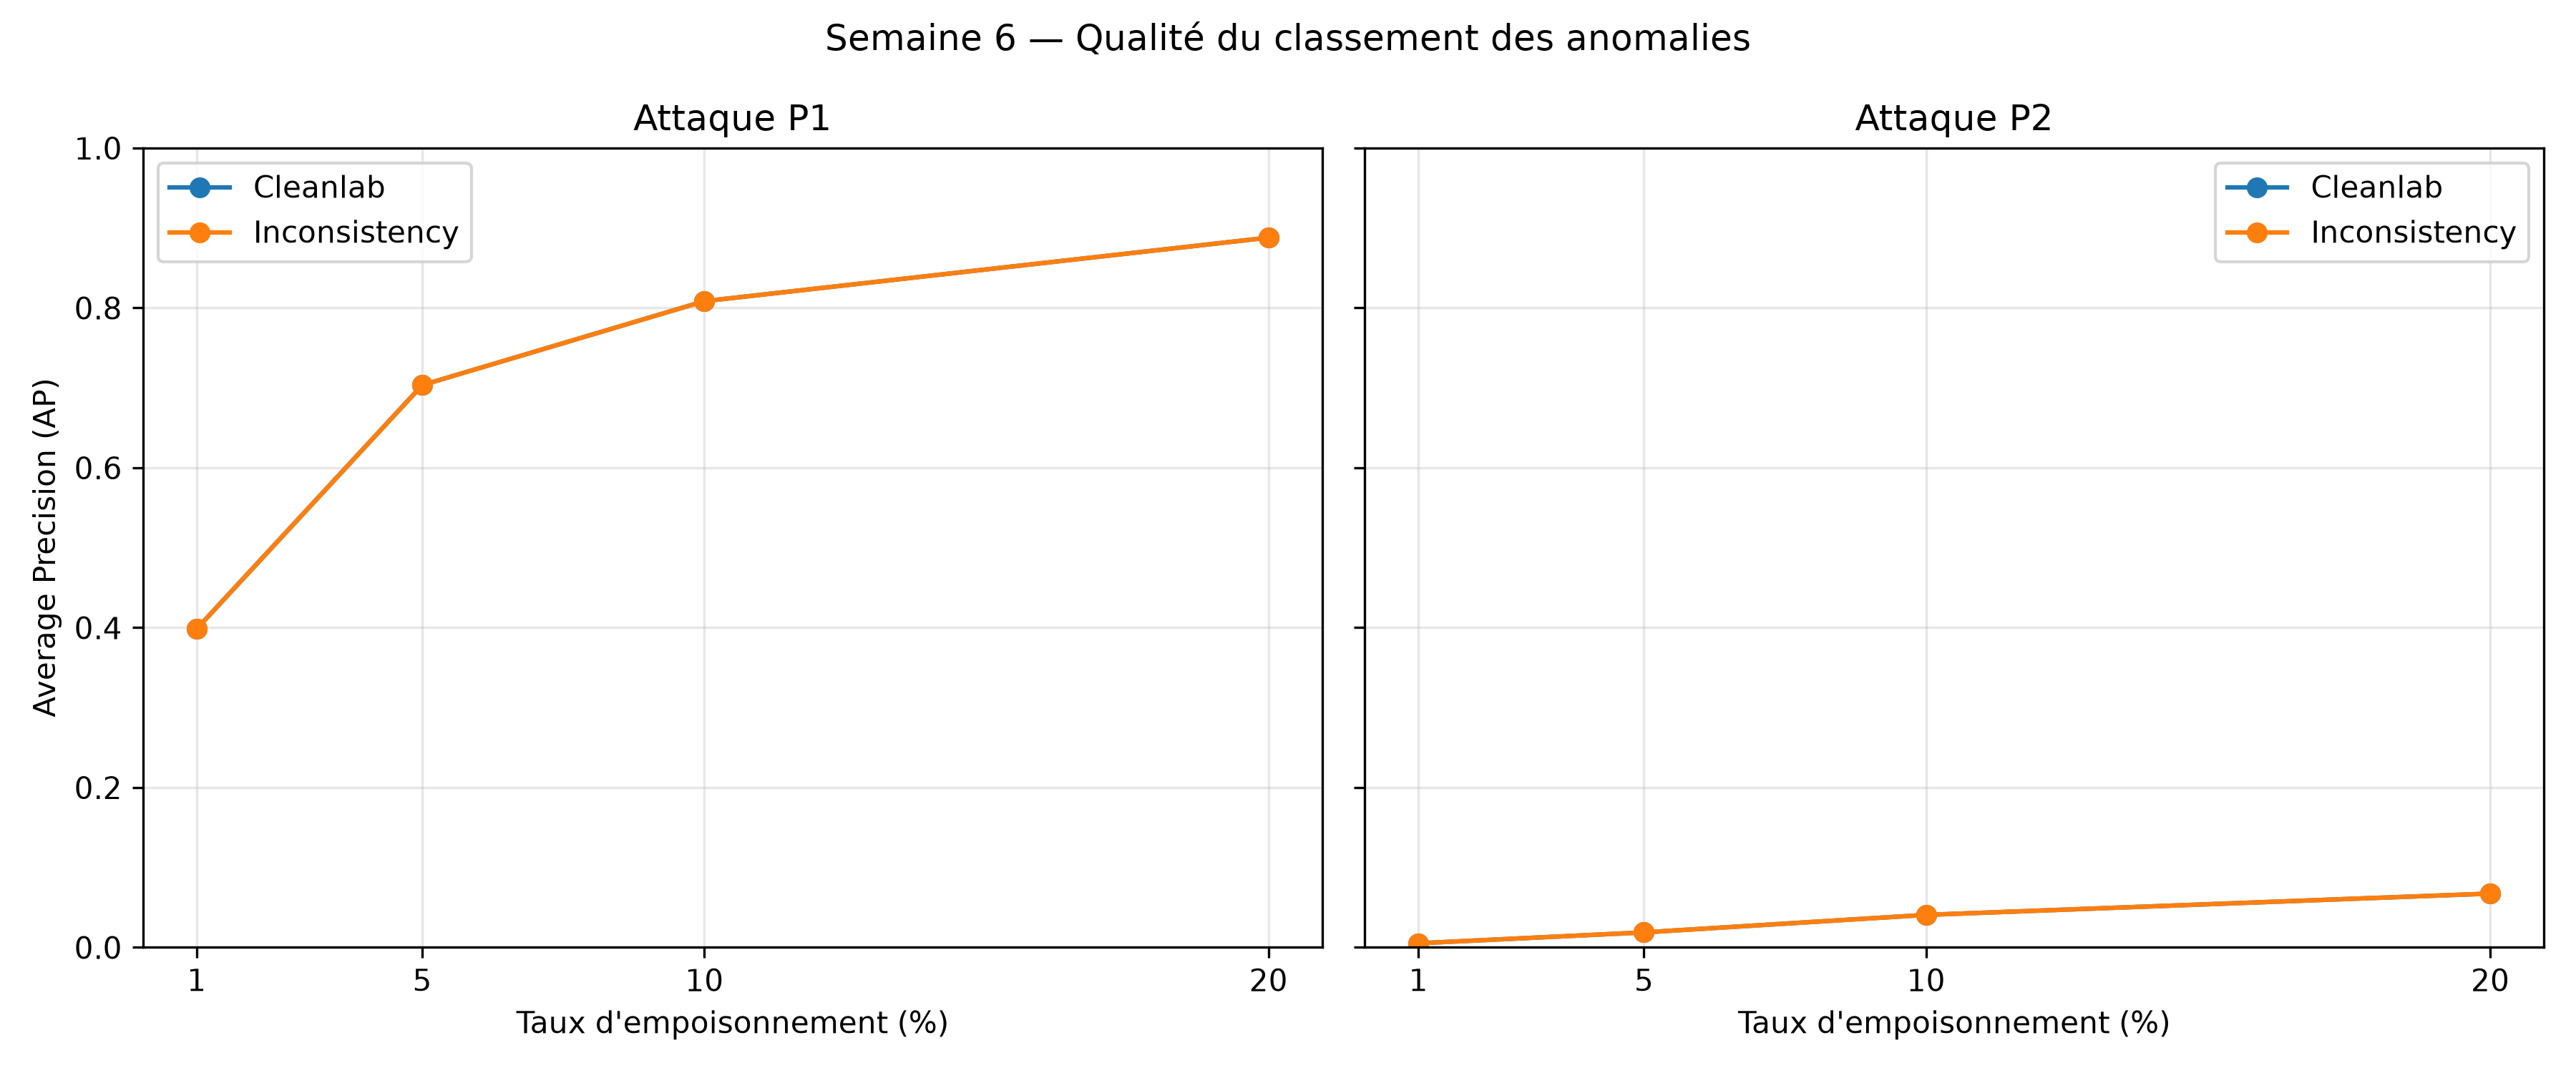 Semaine 6 — Qualité du classement des anomalies
Attaque P1
Cleanlab
Inconsistency
Average Precision (AP)
1.0
0.8
0.6
0.4
0.2
0.0
1 5 10 20
Taux d'empoisonnement (%)
Attaque P2
Cleanlab
Inconsistency
1 5 10 20
Taux d'empoisonnement (%)